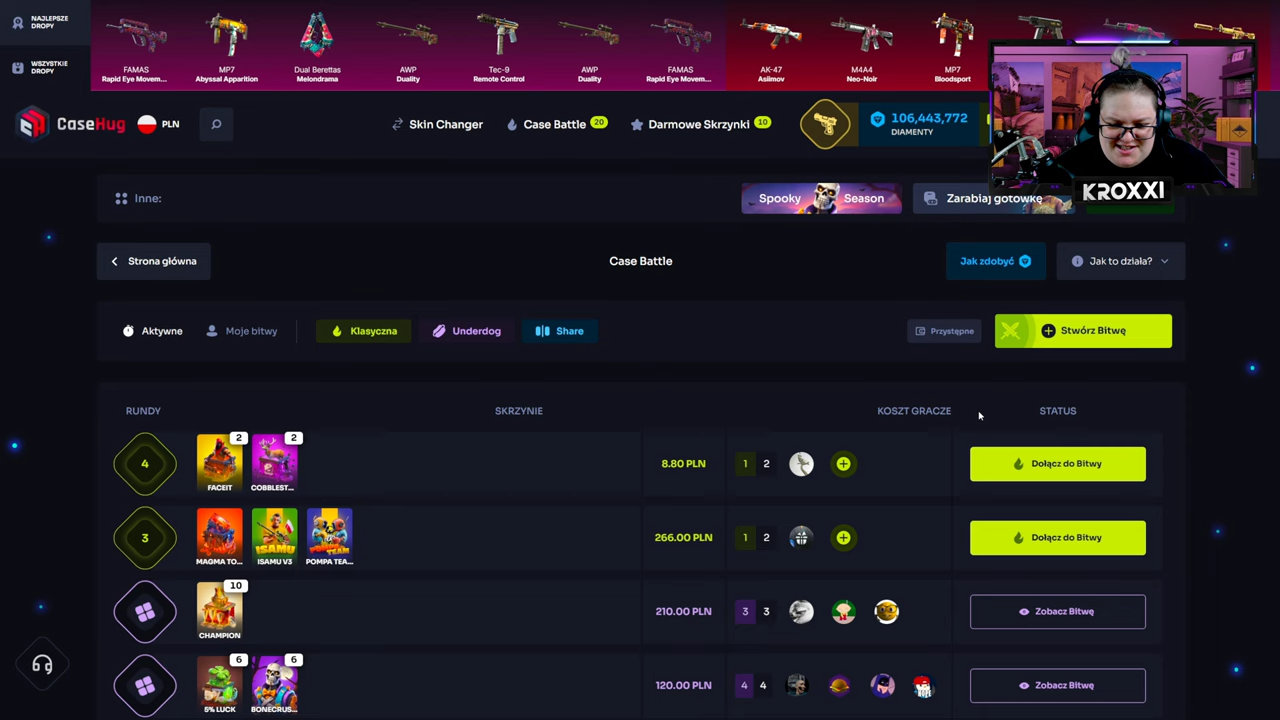 NAJLEPSZE
DROPY
WSZYSTKIE
DROPY
FAMAS
Rapid Eye Movem...
MP7
Abyssal Apparition
Dual Berettas
Melondrama
AWP
Duality
Tec-9
Remote Control
AWP
Duality
FAMAS
Rapid Eye Movem...
AK-47
Asiimov
M4A4
Neo-Noir
MP7
Bloodsport
CaseHug
PLN
Skin Changer
Case Battle 20
Darmowe Skrzynki 10
106,443,772
DIAMENTY
KROXXI
Inne:
Spooky Season
Zarabiaj gotówkę
Strona główna
Case Battle
Jak zdobyć
Jak to działa?
Aktywne
Moje bitwy
Klasyczna
Underdog
Share
Przystępne
Stwórz Bitwę
RUNDY
SKRZYNIE
KOSZT GRACZE
STATUS
4
2
FACEIT
2
COBBLEST...
8.80 PLN
1 2
Dołącz do Bitwy
3
MAGMA TO...
ISAMU V3
POMPA TEA...
266.00 PLN
1 2
Dołącz do Bitwy
10
CHAMPION
210.00 PLN
3 3
Zobacz Bitwę
6
5% LUCK
6
BONECRUS...
120.00 PLN
4 4
Zobacz Bitwę